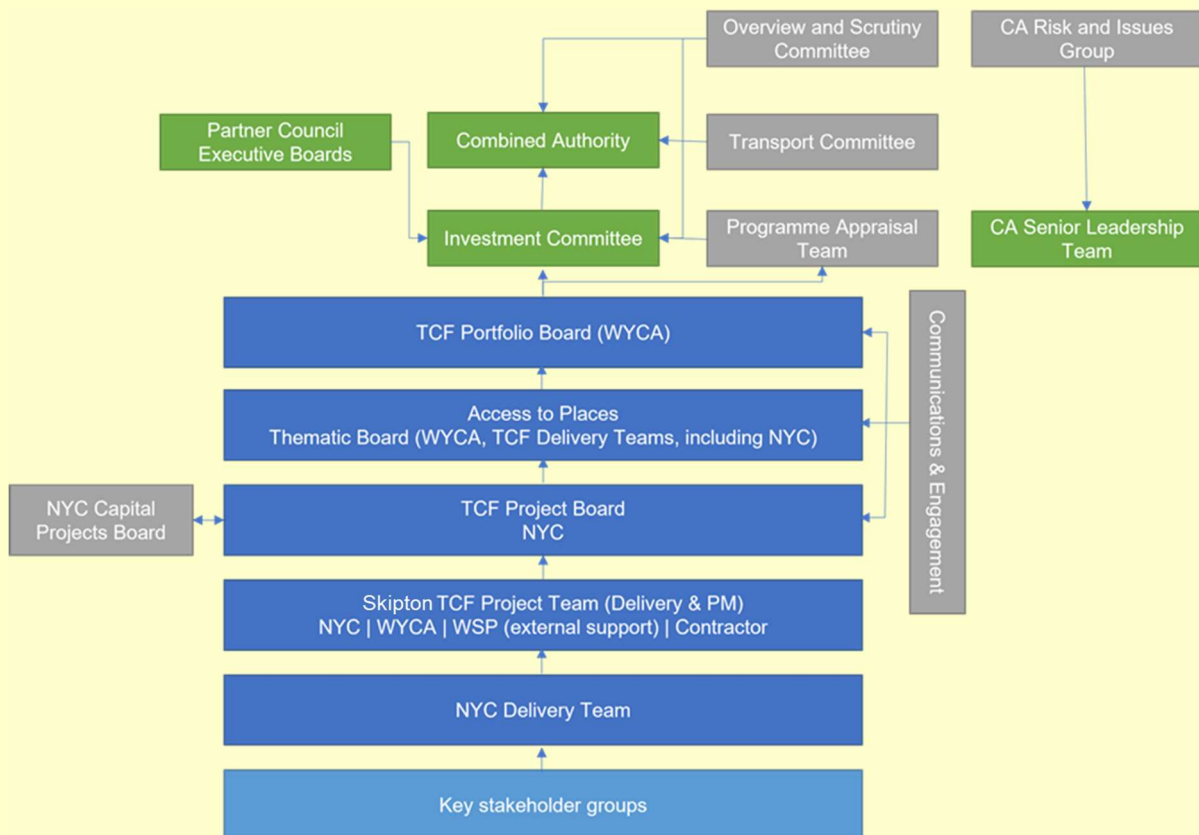 Overview and Scrutiny
Committee
CA Risk and Issues
Group
Partner Council
Executive Boards
Combined Authority
Transport Committee
Investment Committee
Programme Appraisal
Team
CA Senior Leadership
Team
TCF Portfolio Board (WYCA)
Communications & Engagement
Access to Places
Thematic Board (WYCA, TCF Delivery Teams, including NYC)
NYC Capital
Projects Board
TCF Project Board
NYC
Skipton TCF Project Team (Delivery & PM)
NYC | WYCA | WSP (external support) | Contractor
NYC Delivery Team
Key stakeholder groups